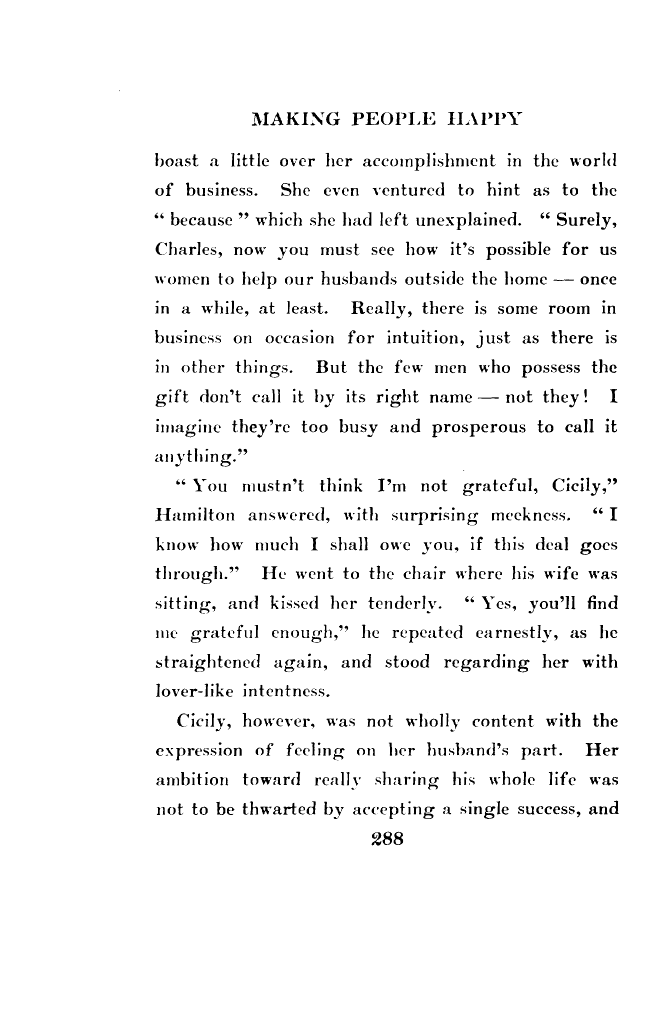 MAKING PEOPLE HAPPY
boast a little over her accomplishment in the world
of business. She even ventured to hint as to the
“ because ” which she had left unexplained. “ Surely,
Charles, now you must see how it's possible for us
women to help our husbands outside the home — once
in a while, at least. Really, there is some room in
business on occasion for intuition, just as there is
in other things. But the few men who possess the
gift don't call it by its right name — not they! I
imagine they're too busy and prosperous to call it
anything.”
“ You mustn't think I'm not grateful, Cicily,”
Hamilton answered, with surprising meekness. “ I
know how much I shall owe you, if this deal goes
through.” He went to the chair where his wife was
sitting, and kissed her tenderly. “ Yes, you'll find
me grateful enough,” he repeated earnestly, as he
straightened again, and stood regarding her with
lover-like intentness.
Cicily, however, was not wholly content with the
expression of feeling on her husband's part. Her
ambition toward really sharing his whole life was
not to be thwarted by accepting a single success, and
288